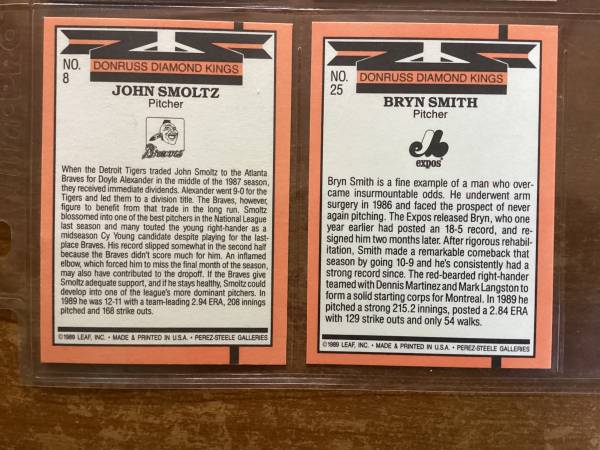 NO.
8
DONRUSS DIAMOND KINGS
JOHN SMOLTZ
Pitcher
Braves
When the Detroit Tigers traded John Smoltz to the Atlanta
Braves for Doyle Alexander in the middle of the 1987 season,
they received immediate dividends. Alexander went 9-0 for the
Tigers and led them to a division title. The Braves, however,
figure to benefit from that trade in the long run. Smoltz
blossomed into one of the best pitchers in the National League
last season and many touted the young right-hander as a
midseason Cy Young candidate despite playing for the last-
place Braves. His record slipped somewhat in the second half
because the Braves didn't score much for him. An inflamed
elbow, which forced him to miss the final month of the season,
may also have contributed to the dropoff. If the Braves give
Smoltz adequate support, and if he stays healthy, Smoltz could
develop into one of the league's more dominant pitchers. In
1989 he was 12-11 with a team-leading 2.94 ERA, 208 innings
pitched and 168 strike outs.
©1989 LEAF, INC. • MADE & PRINTED IN U.S.A. • PEREZ-STEELE GALLERIES
NO.
25
DONRUSS DIAMOND KINGS
BRYN SMITH
Pitcher
expos
Bryn Smith is a fine example of a man who over-
came insurmountable odds. He underwent arm
surgery in 1986 and faced the prospect of never
again pitching. The Expos released Bryn, who one
year earlier had posted an 18-5 record, and re-
signed him two months later. After rigorous rehabil-
itation, Smith made a remarkable comeback that
season by going 10-9 and he's consistently had a
strong record since. The red-bearded right-hander
teamed with Dennis Martinez and Mark Langston to
form a solid starting corps for Montreal. In 1989 he
pitched a strong 215.2 innings, posted a 2.84 ERA
with 129 strike outs and only 54 walks.
©1989 LEAF, INC. • MADE & PRINTED IN U.S.A. • PEREZ-STEELE GALLERIES